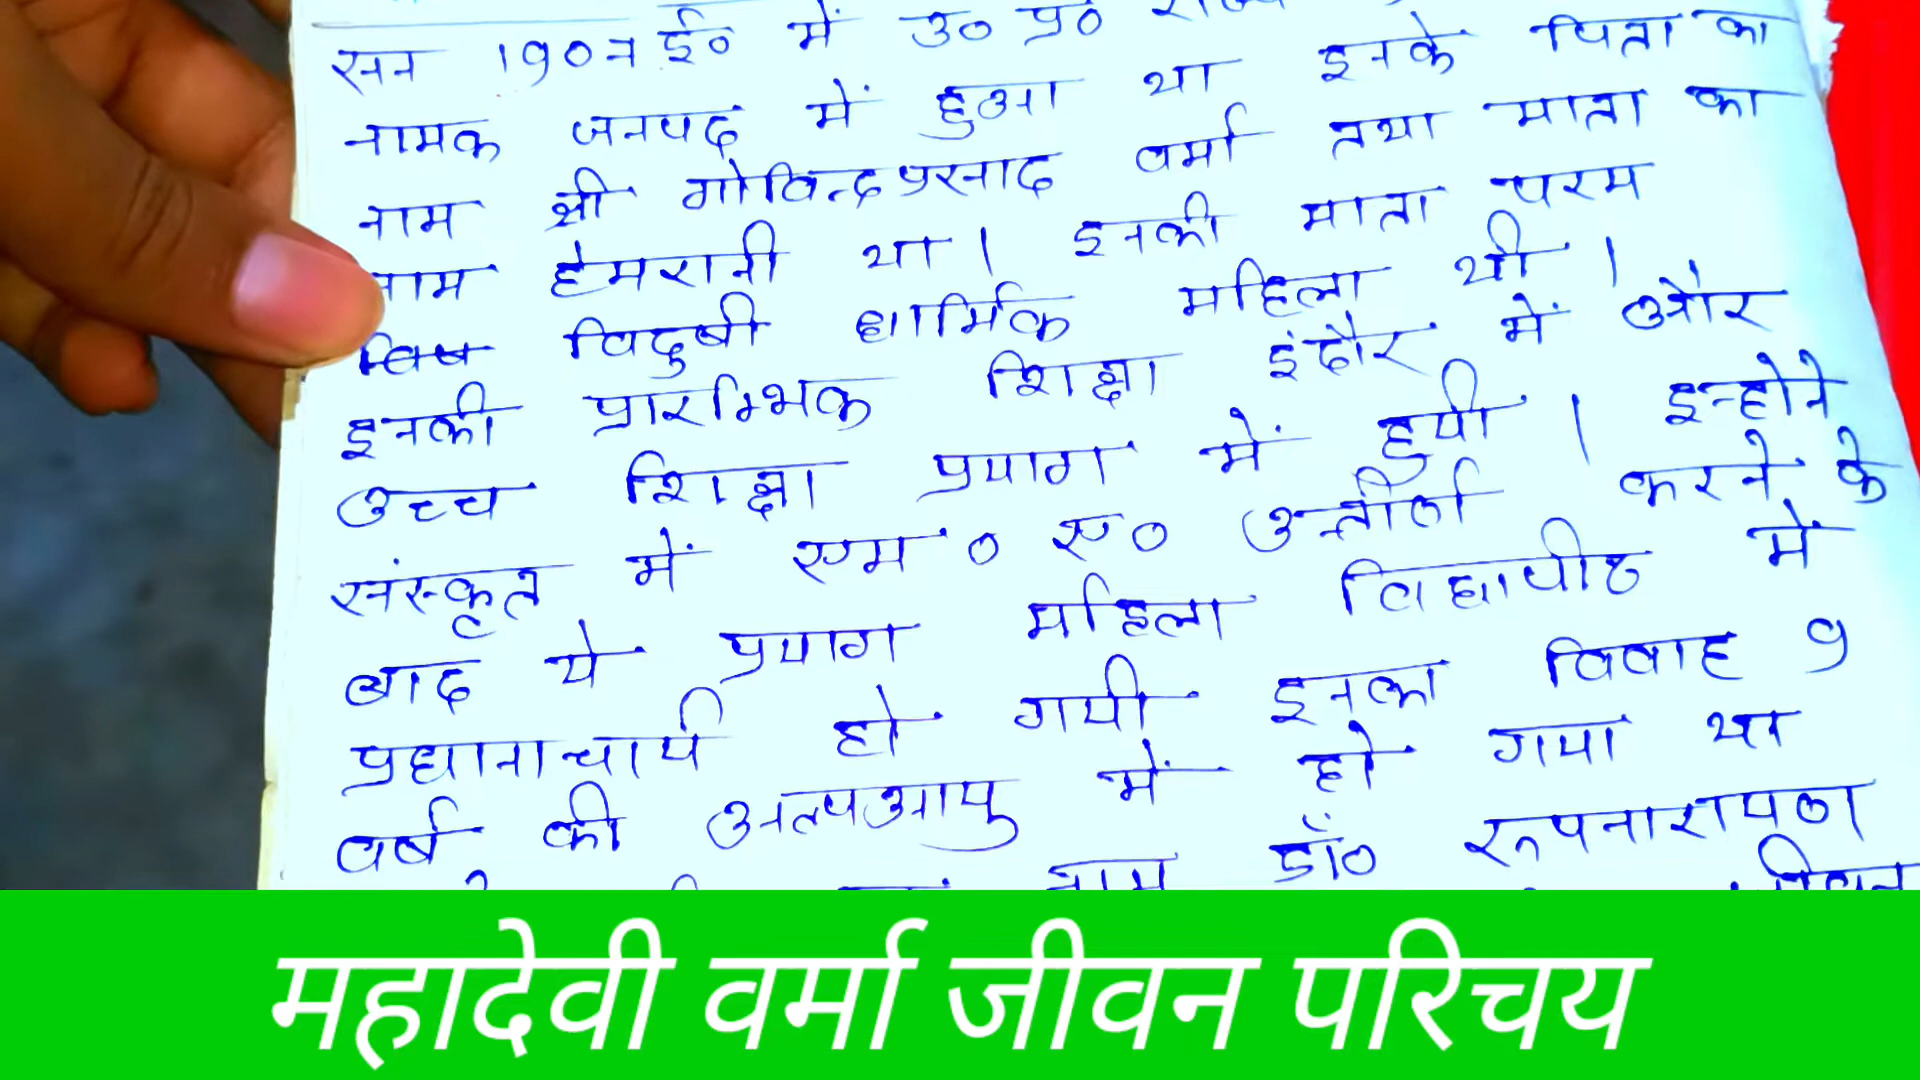 सन 190न ई० में उ० प्र०
नामक जनपद में हुआ था इनके पिता का
नाम श्री गोविन्दप्रसाद वर्मा तथा माता का
नाम हेमरानी था। इनकी माता परम
विष विदुषी धार्मिक महिला थी।
इनकी प्रारम्भिक शिक्षा इंदौर में और
उच्च शिक्षा प्रयाग में हुयी। इन्होने
संस्कृत में एम० ए० उत्तीर्ण करने के
बाद ये प्रयाग महिला विद्यापीठ में
प्रधानाचार्य हो गयी इनका विवाह 9
वर्ष की अल्पआयु में हो गया था
नाम डॉ० रूपनारायण
महादेवी वर्मा जीवन परिचय